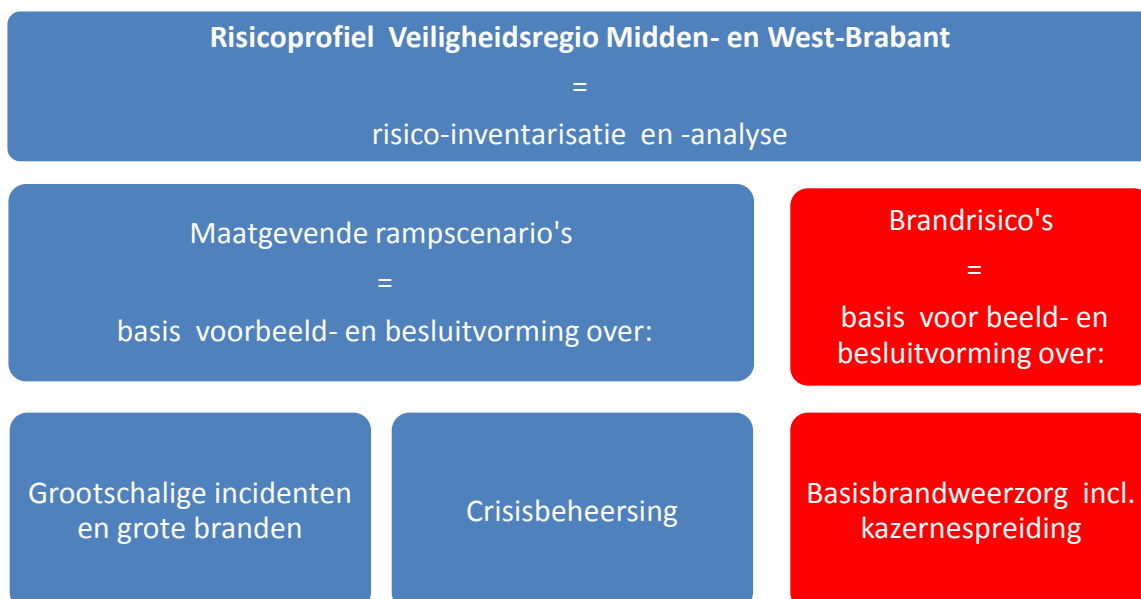 Risicoprofiel Veiligheidsregio Midden- en West-Brabant
=
risico-inventarisatie en -analyse
Maatgevende rampscenario's
=
basis voorbeeld- en besluitvorming over:
Brandrisico's
=
basis voor beeld- en
besluitvorming over:
Grootschalige incidenten
en grote branden
Crisisbeheersing
Basisbrandweerzorg incl.
kazernespreiding